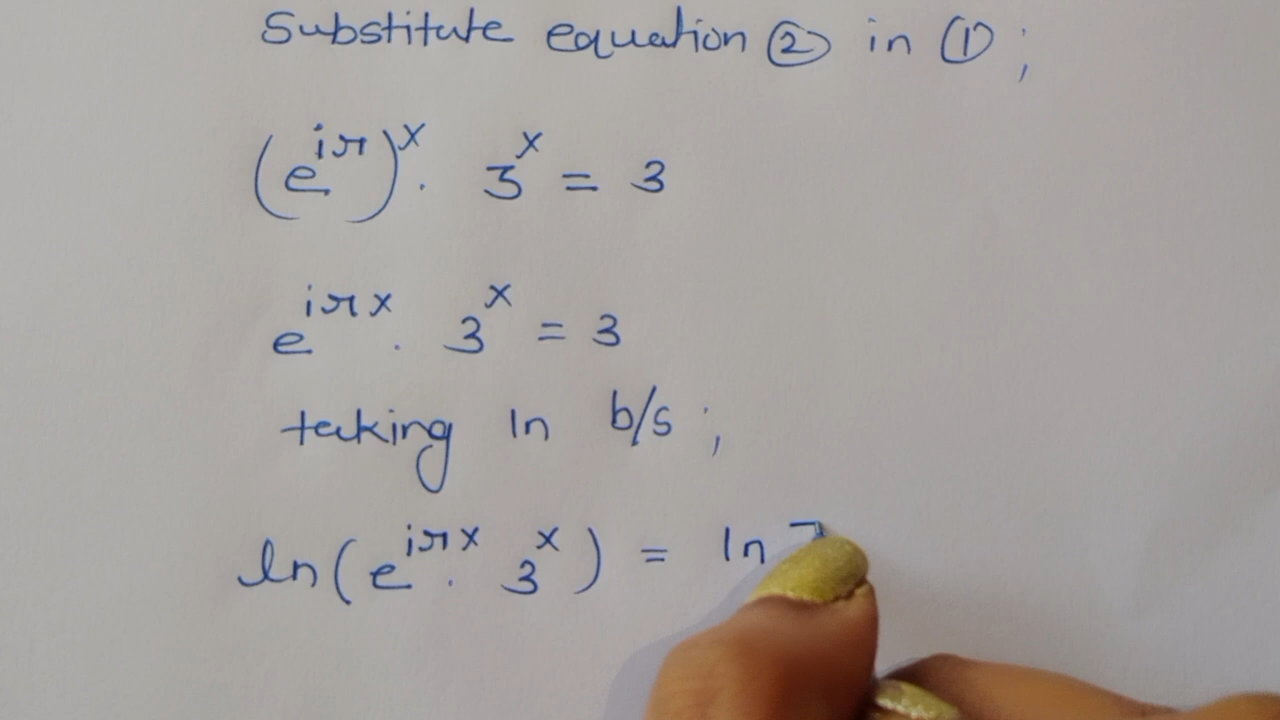 Substitute equation ② in ① ;
(e^{iπ})^x . 3^x = 3
e^{iπx} . 3^x = 3
taking ln b/s ;
ln(e^{iπx} . 3^x) = ln